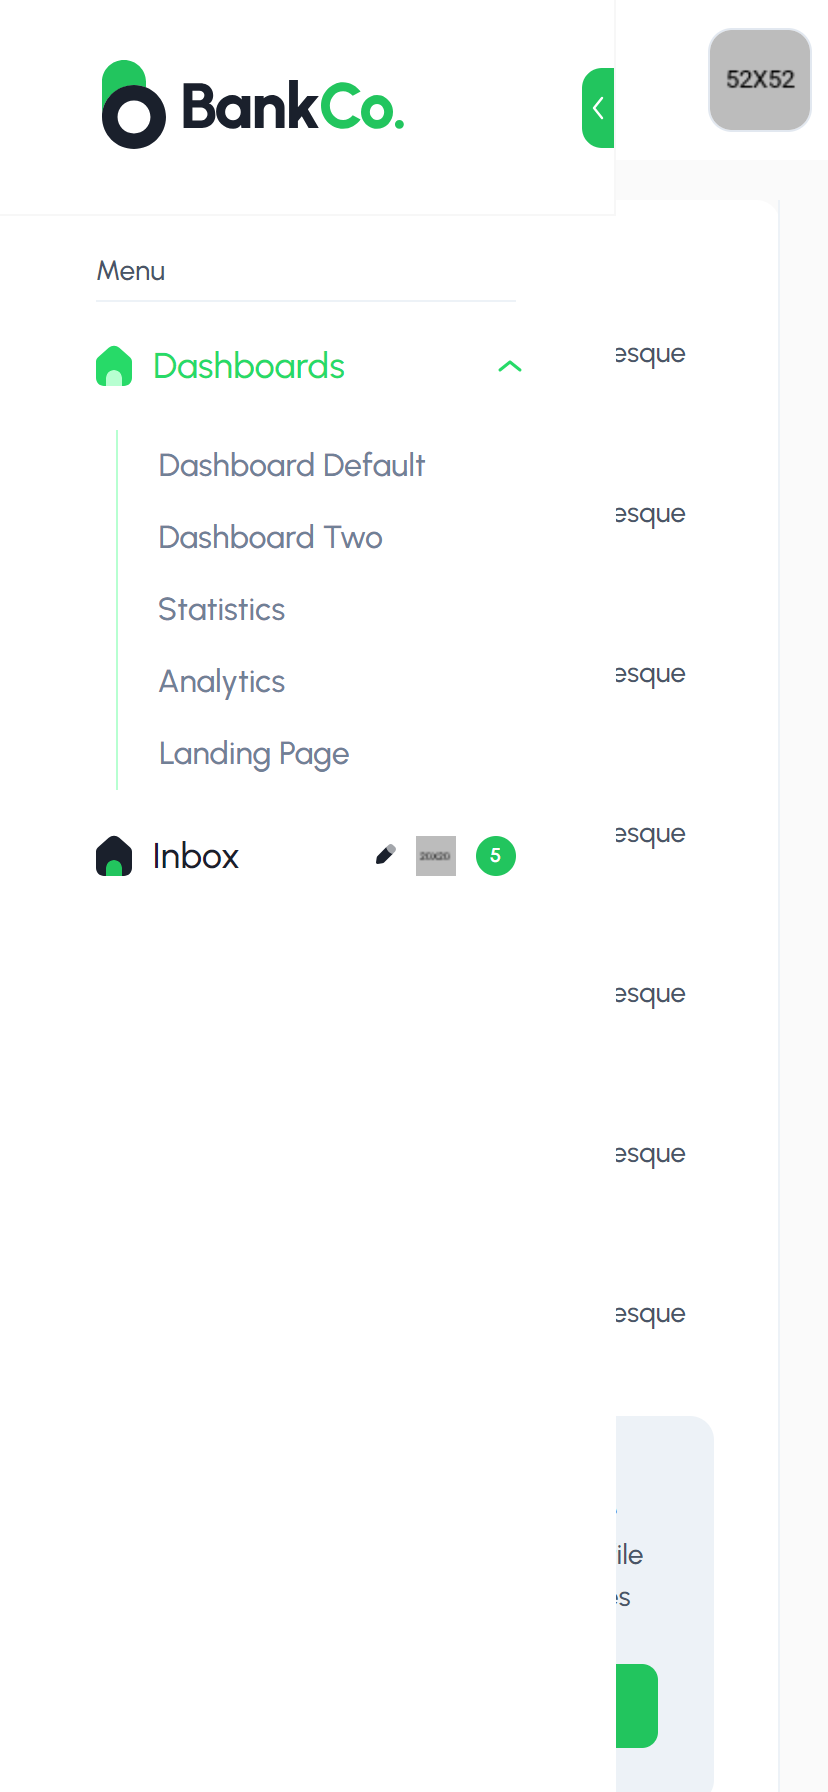 BankCo.
52X52
Menu
Dashboards
esque
Dashboard Default
esque
Dashboard Two
Statistics
esque
Analytics
Landing Page
esque
Inbox
20X20
5
esque
esque
esque
ile
es